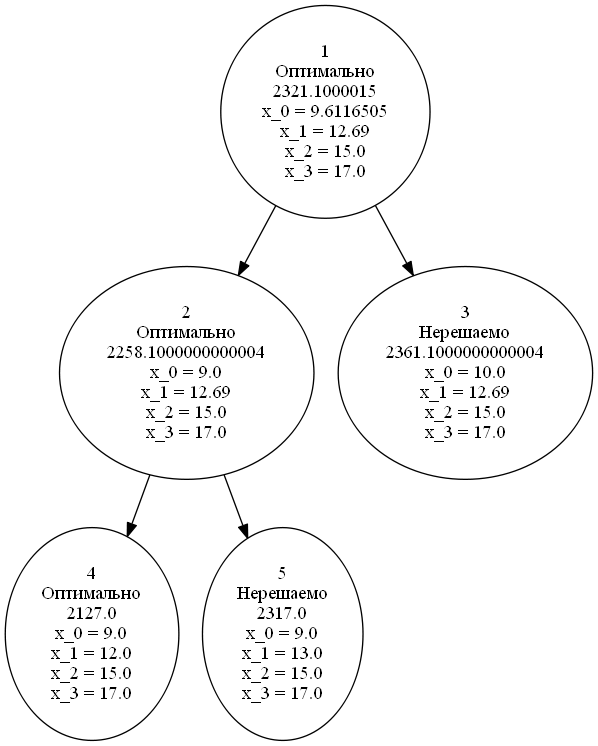 1
Оптимально
2321.1000015
x_0 = 9.6116505
x_1 = 12.69
x_2 = 15.0
x_3 = 17.0
2
Оптимально
2258.1000000000004
x_0 = 9.0
x_1 = 12.69
x_2 = 15.0
x_3 = 17.0
3
Нерешаемо
2361.1000000000004
x_0 = 10.0
x_1 = 12.69
x_2 = 15.0
x_3 = 17.0
4
Оптимально
2127.0
x_0 = 9.0
x_1 = 12.0
x_2 = 15.0
x_3 = 17.0
5
Нерешаемо
2317.0
x_0 = 9.0
x_1 = 13.0
x_2 = 15.0
x_3 = 17.0